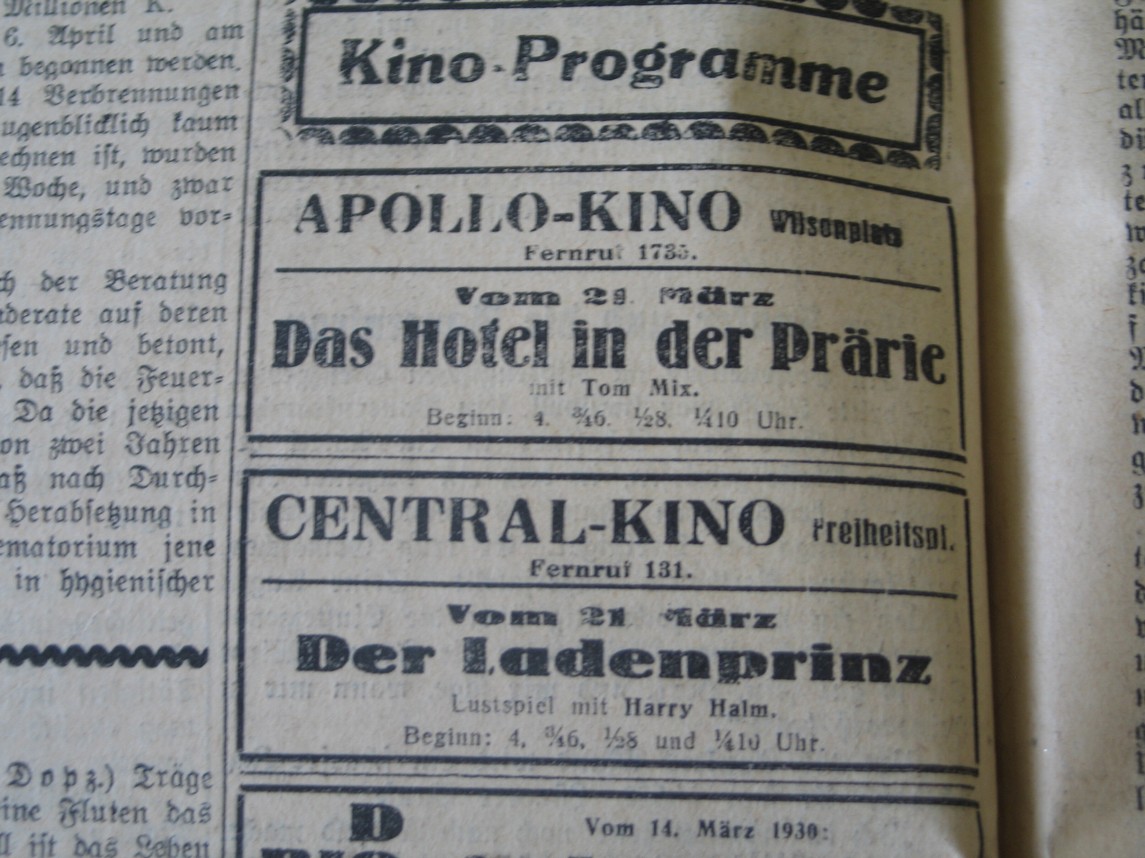 Millionen K.
6. April und am
begonnen werden.
14 Verbrennungen
ugenblicklich kaum
echnen ist, wurden
Woche, und zwar
ennungstage vor=
der Beratung
nderate auf deren
sen und betont,
daß die Feuer=
Da die jetzigen
on zwei Jahren
aß nach Durch=
Herabsetzung in
ematorium jene
in hygienischer
Dopz.) Träge
ine Fluten das
ist das Leben
Kino-Programme
APOLLO-KINO Wilsonplatz
Fernruf 1735.
Vom 21. März
Das Hotel in der Prärie
mit Tom Mix.
Beginn: 4. ¾6. ½8. ¼10 Uhr.
CENTRAL-KINO Freiheitspl.
Fernruf 131.
Vom 21 März
Der Ladenprinz
Lustspiel mit Harry Halm.
Beginn: 4, ¾6, ½8 und ¼10 Uhr.
D
Vom 14. März 1930: